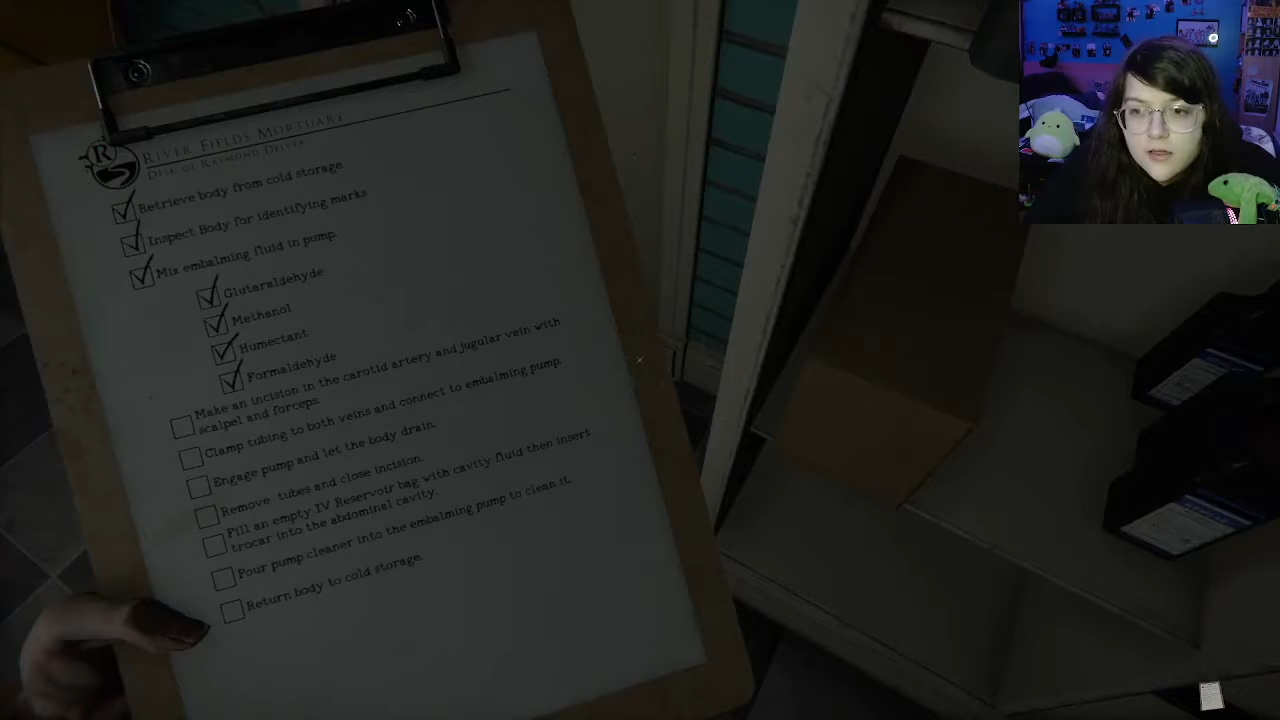 RIVER FIELDS MORTUARY
DESK OF RAYMOND DELVER
Retrieve body from cold storage
Inspect Body for identifying marks
Mix embalming fluid in pump.
Glutaraldehyde
Methanol
Humectant
Formaldehyde
Make an incision in the carotid artery and jugular vein with
scalpel and forceps.
Clamp tubing to both veins and connect to embalming pump.
Engage pump and let the body drain.
Remove tubes and close incision.
Fill an empty IV Reservoir bag with cavity fluid then insert
trocar into the abdominal cavity.
Pour pump cleaner into the embalming pump to clean it.
Return body to cold storage.